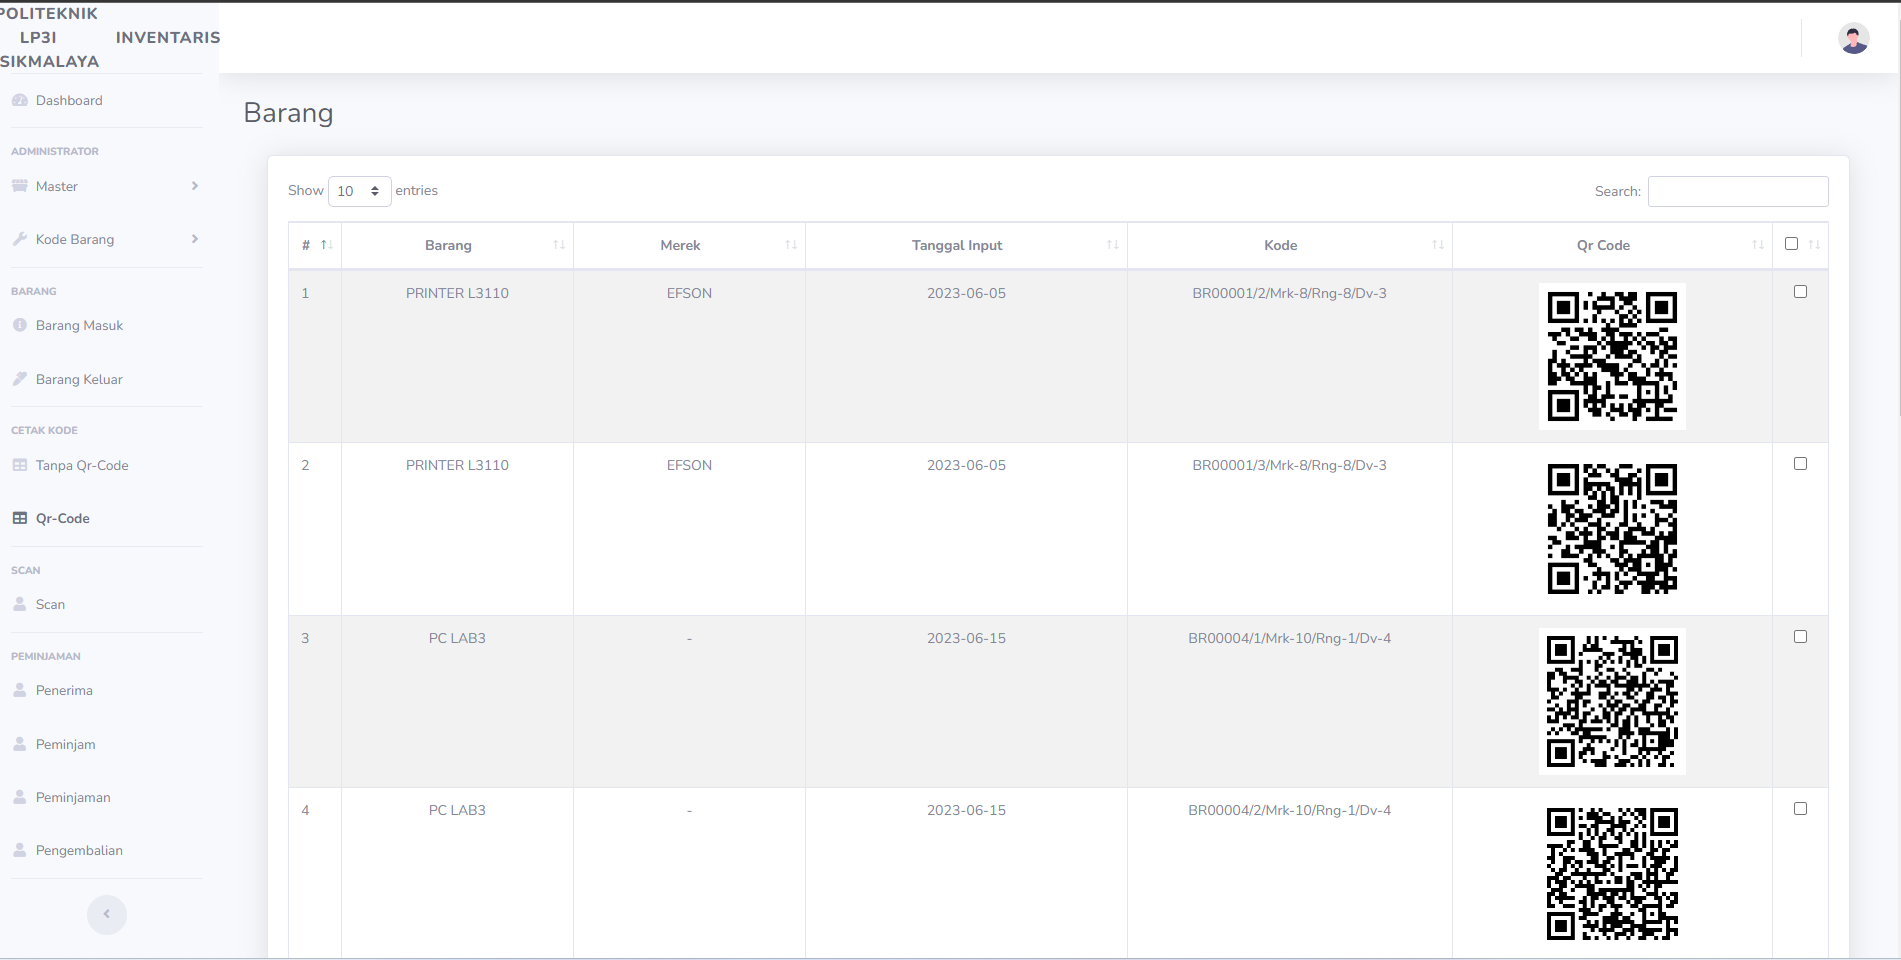 POLITEKNIK
LP3I
SIKMALAYA
INVENTARIS
Dashboard
ADMINISTRATOR
Master
Kode Barang
BARANG
Barang Masuk
Barang Keluar
CETAK KODE
Tanpa Qr-Code
Qr-Code
SCAN
Scan
PEMINJAMAN
Penerima
Peminjam
Peminjaman
Pengembalian
Barang
Show 10 entries
Search:
# Barang Merek Tanggal Input Kode Qr Code
1 PRINTER L3110 EFSON 2023-06-05 BR00001/2/Mrk-8/Rng-8/Dv-3
2 PRINTER L3110 EFSON 2023-06-05 BR00001/3/Mrk-8/Rng-8/Dv-3
3 PC LAB3 - 2023-06-15 BR00004/1/Mrk-10/Rng-1/Dv-4
4 PC LAB3 - 2023-06-15 BR00004/2/Mrk-10/Rng-1/Dv-4